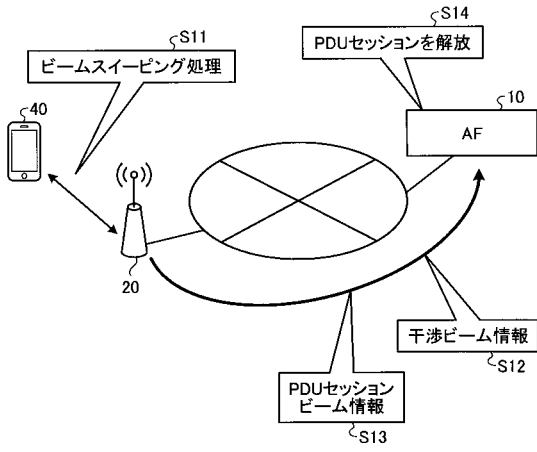 S11
ビームスイーピング処理
S14
PDUセッションを解放
40
10
AF
20
干渉ビーム情報
S12
PDUセッション
ビーム情報
S13